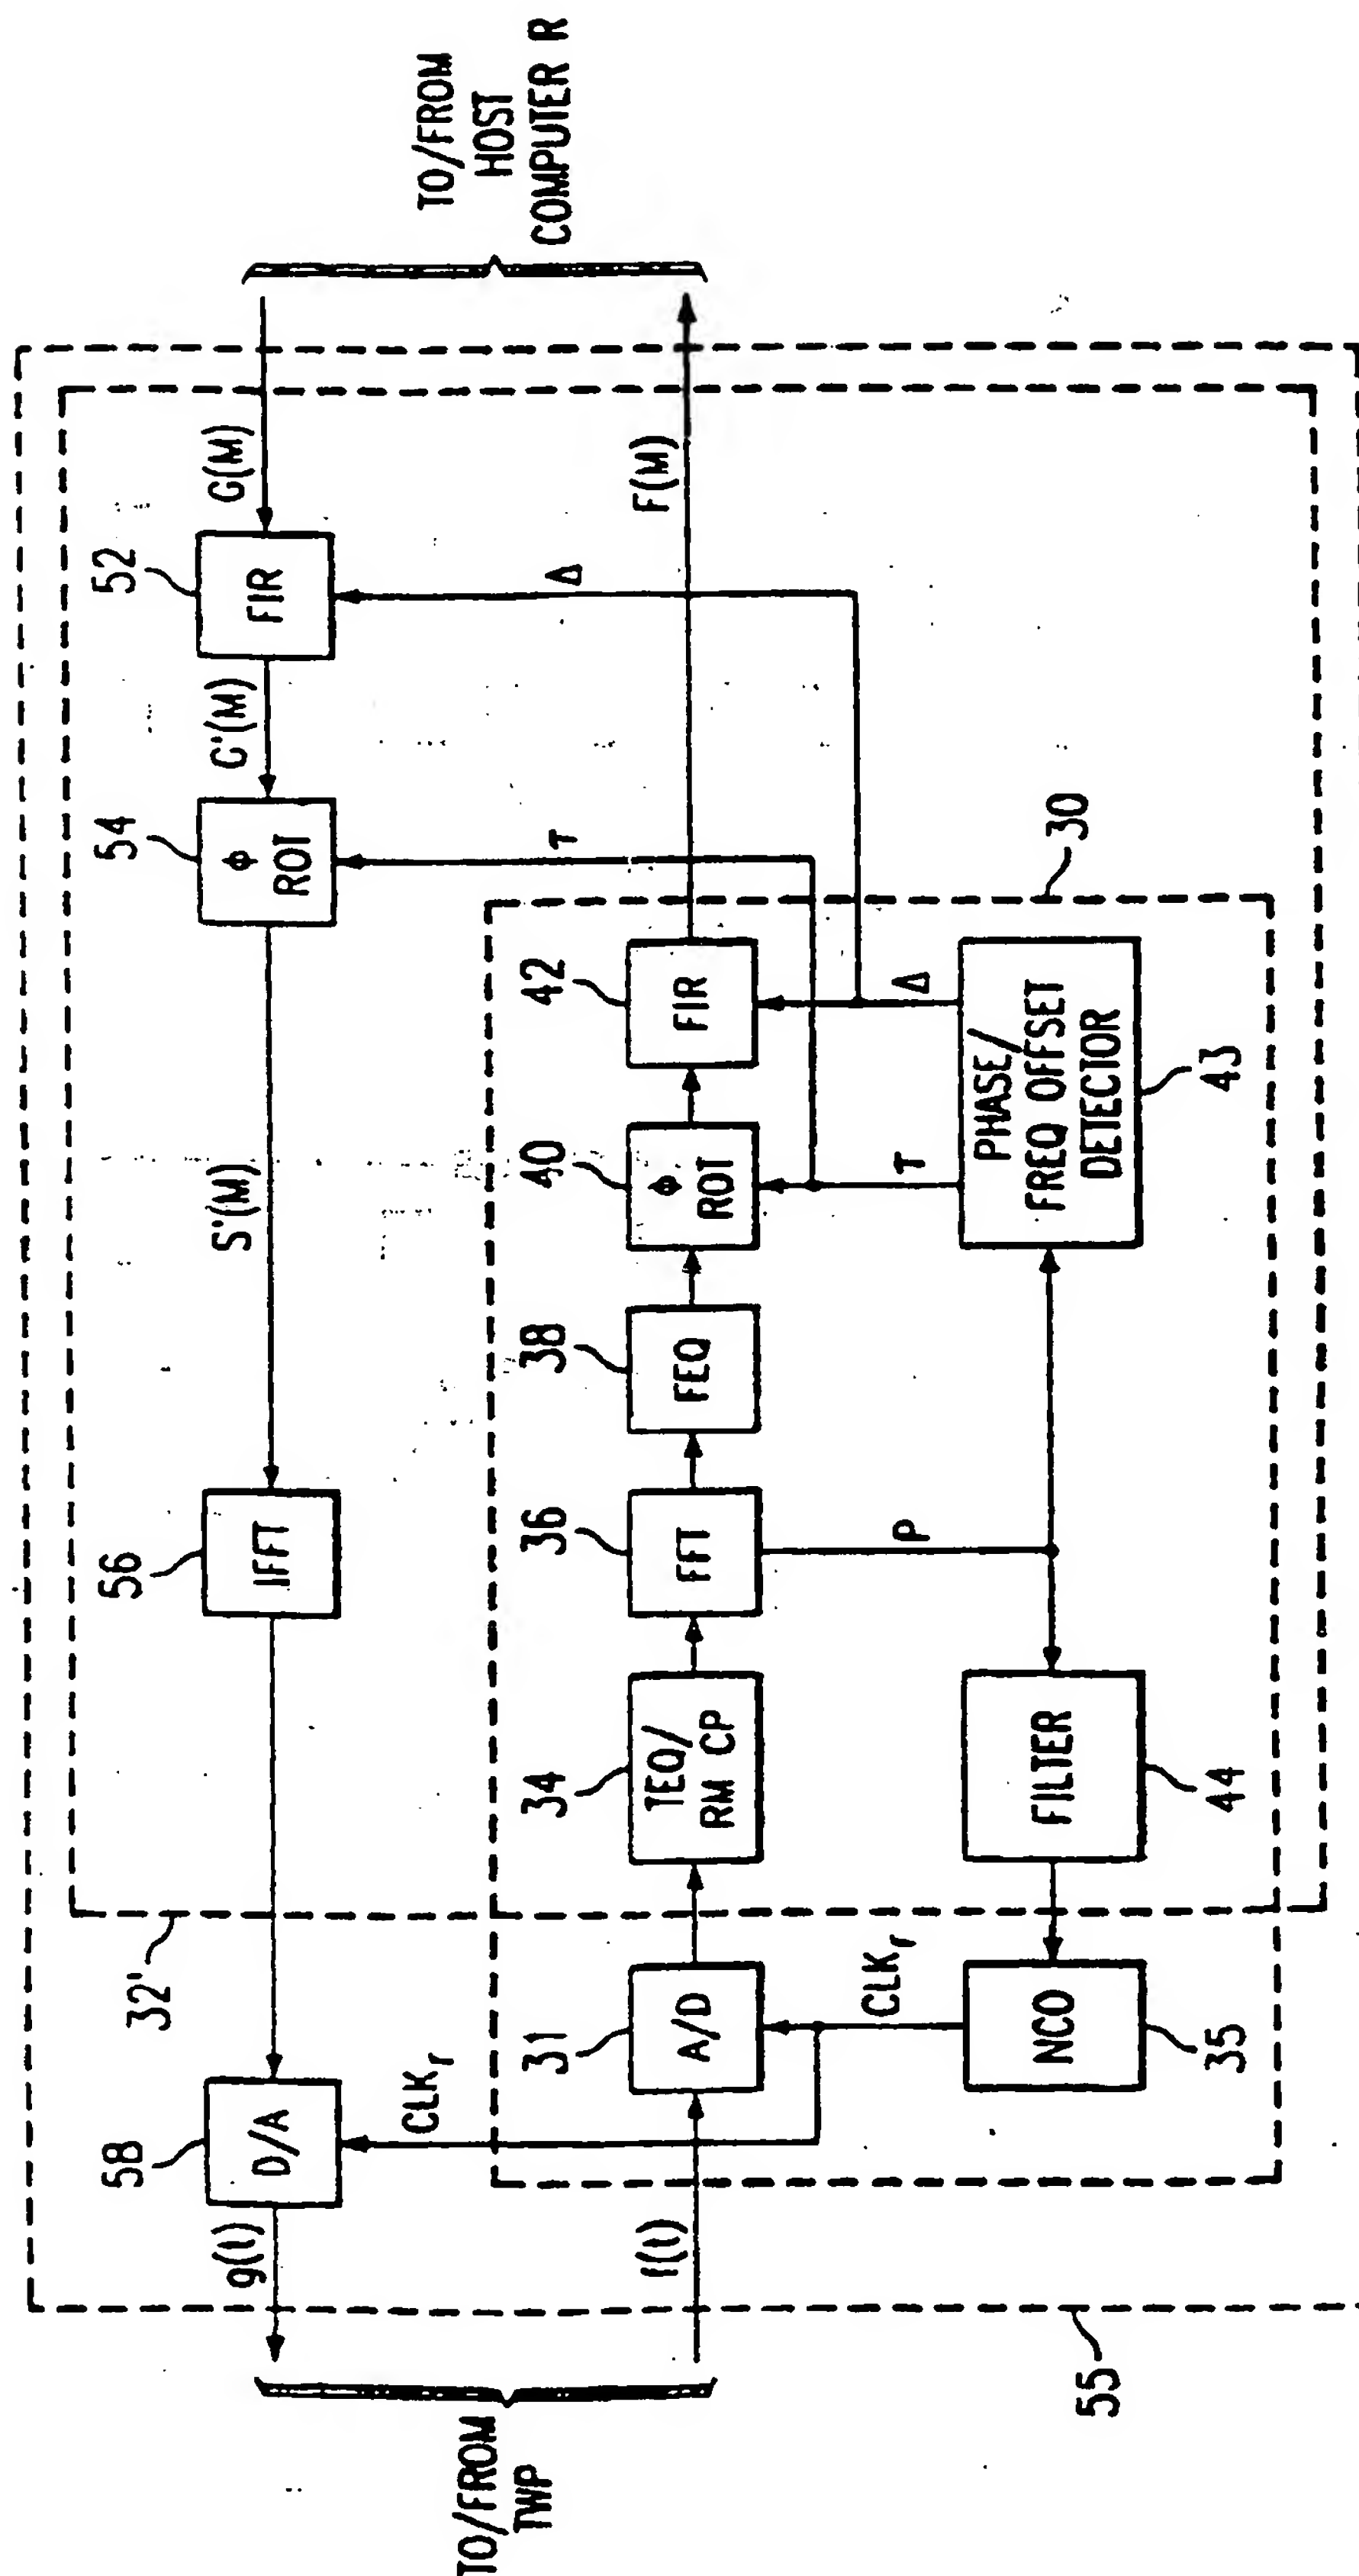 TO/FROM
TWP
g(t)
f(t)
55
58
D/A
CLKr
32'
31
A/D
CLKr
NCO
35
56
IFFT
S'(M)
54
Φ
ROT
G'(M)
52
FIR
G(M)
34
TEQ/
RM CP
36
FFT
38
FEQ
40
Φ
ROT
42
FIR
F(M)
P
τ
Δ
τ
Δ
FILTER
44
PHASE/
FREQ OFFSET
DETECTOR
43
30
TO/FROM
HOST
COMPUTER R